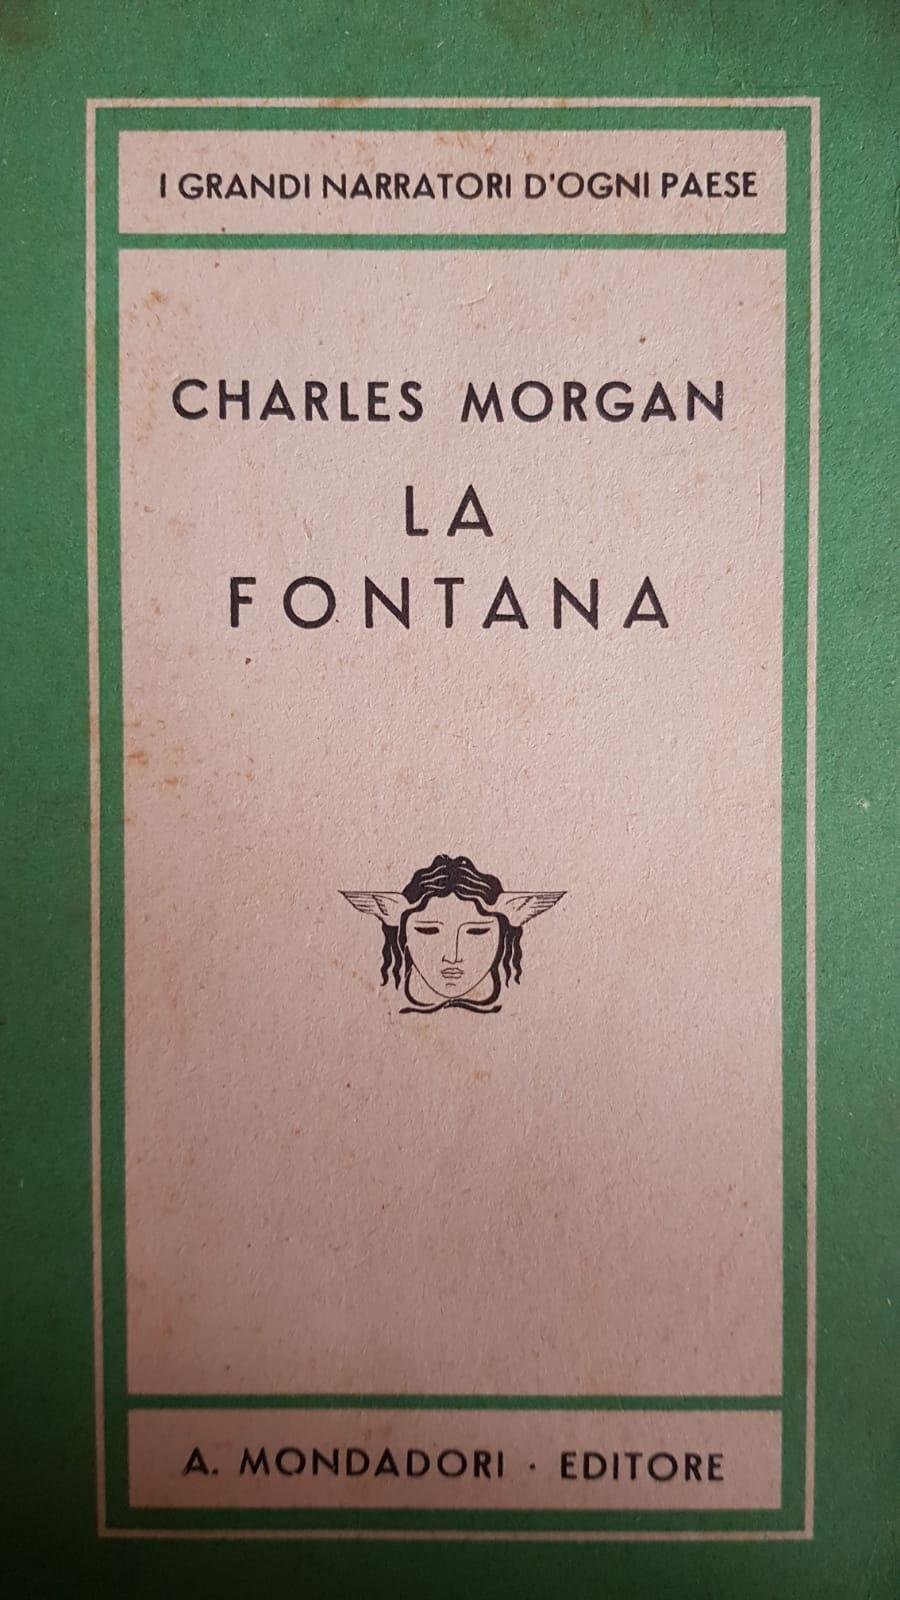 I GRANDI NARRATORI D'OGNI PAESE
CHARLES MORGAN
LA
FONTANA
A. MONDADORI · EDITORE